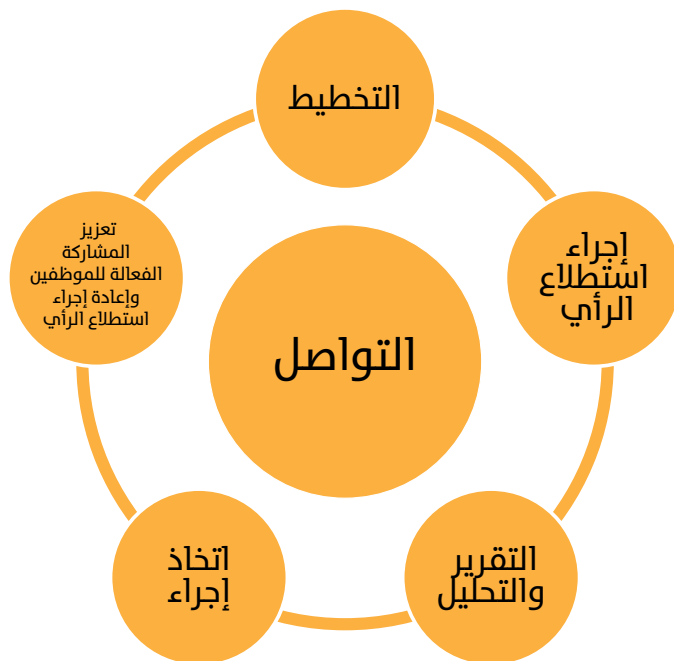 التخطيط
إجراء
استطلاع
الرأي
التقرير
والتحليل
اتخاذ
إجراء
تعزيز
المشاركة
الفعالة للموظفين
وإعادة إجراء
استطلاع الرأي
التواصل